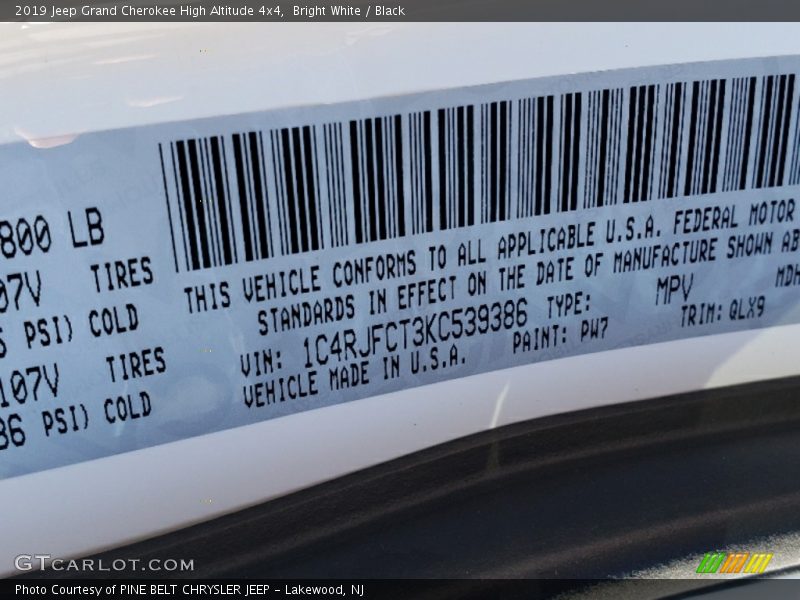 2019 Jeep Grand Cherokee High Altitude 4x4,  Bright White / Black
800 LB
07V TIRES
PSI) COLD
107V TIRES
36 PSI) COLD
THIS VEHICLE CONFORMS TO ALL APPLICABLE U.S.A. FEDERAL MOTOR
STANDARDS IN EFFECT ON THE DATE OF MANUFACTURE SHOWN AB
VIN: 1C4RJFCT3KC539386 TYPE: MPV MDH
VEHICLE MADE IN U.S.A. PAINT: PW7 TRIM: QLX9
GTCARLOT.COM
Photo Courtesy of PINE BELT CHRYSLER JEEP - Lakewood, NJ